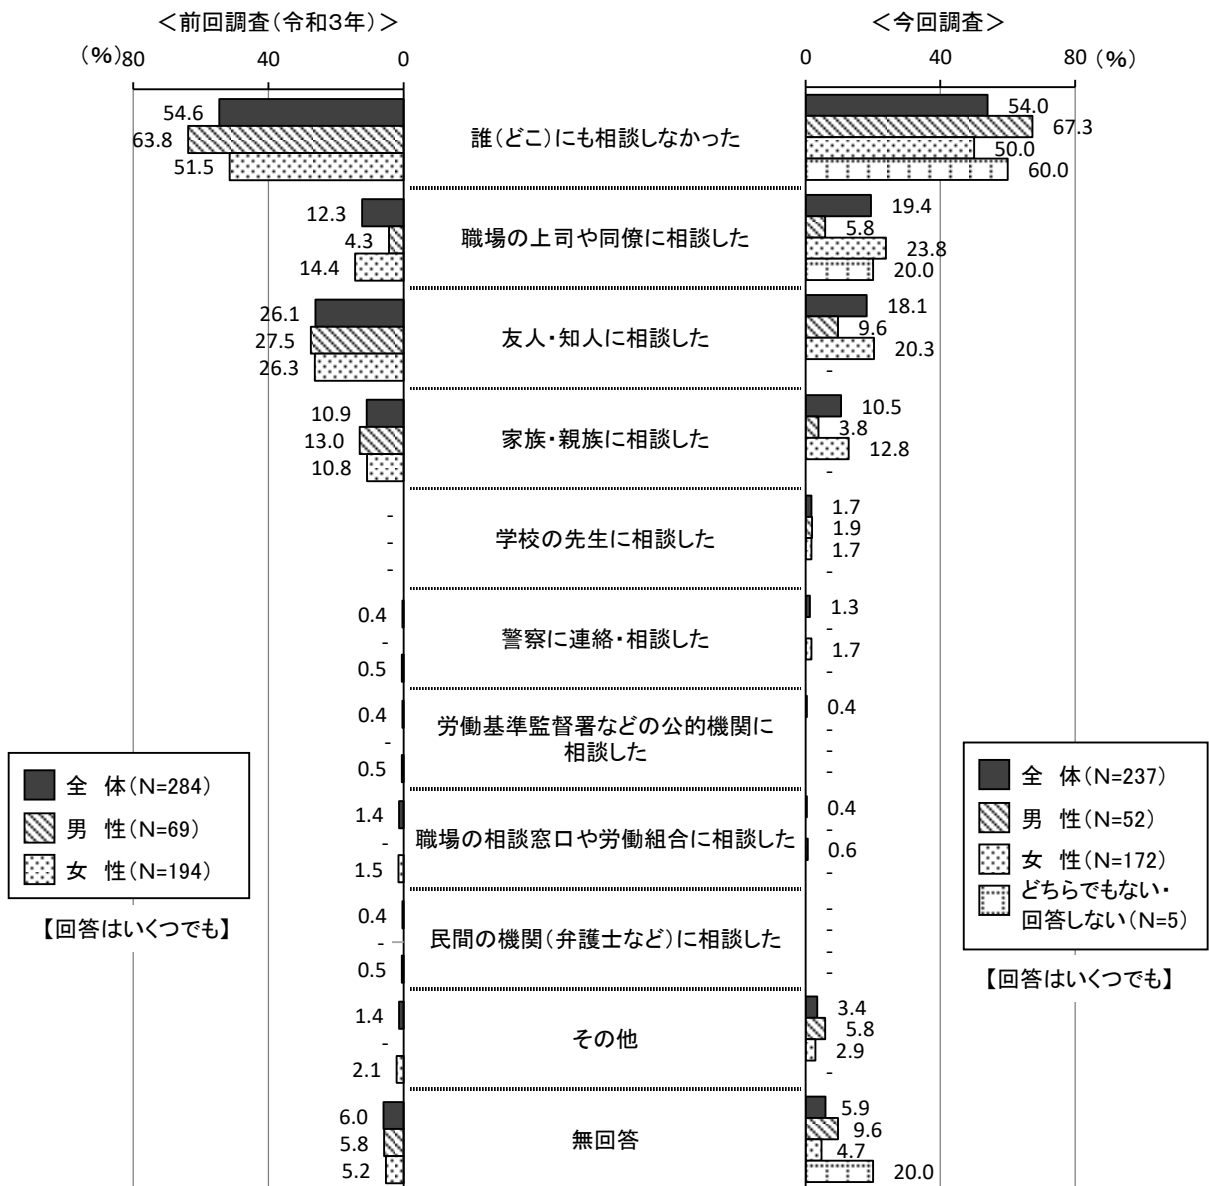 ＜前回調査（令和３年）＞
＜今回調査＞
（％）80 40 0
0 40 80（％）
誰（どこ）にも相談しなかった
54.6
63.8
51.5
54.0
67.3
50.0
60.0
職場の上司や同僚に相談した
12.3
4.3
14.4
19.4
5.8
23.8
20.0
友人・知人に相談した
26.1
27.5
26.3
18.1
9.6
20.3
-
家族・親族に相談した
10.9
13.0
10.8
10.5
3.8
12.8
-
学校の先生に相談した
-
-
-
1.7
1.9
1.7
-
警察に連絡・相談した
0.4
-
0.5
1.3
-
1.7
-
労働基準監督署などの公的機関に
相談した
0.4
-
0.5
0.4
-
-
-
職場の相談窓口や労働組合に相談した
1.4
-
1.5
0.4
-
0.6
-
民間の機関（弁護士など）に相談した
0.4
-
0.5
-
-
-
-
その他
1.4
-
2.1
3.4
5.8
2.9
-
無回答
6.0
5.8
5.2
5.9
9.6
4.7
20.0
全　体（N=284）
男　性（N=69）
女　性（N=194）
【回答はいくつでも】
全　体（N=237）
男　性（N=52）
女　性（N=172）
どちらでもない・
回答しない（N=5）
【回答はいくつでも】